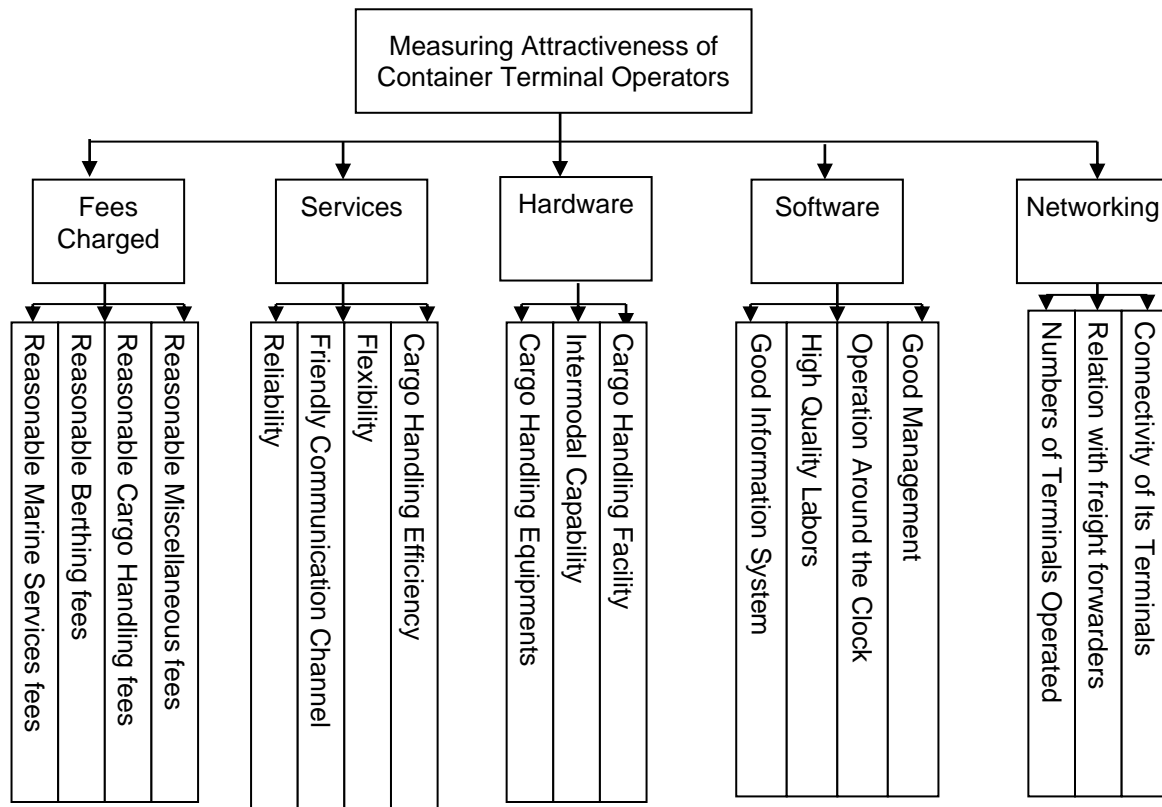 Measuring Attractiveness of
Container Terminal Operators
Fees
Charged
Services
Hardware
Software
Networking
Reasonable Marine Services fees
Reasonable Berthing fees
Reasonable Cargo Handling fees
Reasonable Miscellaneous fees
Reliability
Friendly Communication Channel
Flexibility
Cargo Handling Efficiency
Cargo Handling Equipments
Intermodal Capability
Cargo Handling Facility
Good Information System
High Quality Labors
Operation Around the Clock
Good Management
Numbers of Terminals Operated
Relation with freight forwarders
Connectivity of Its Terminals